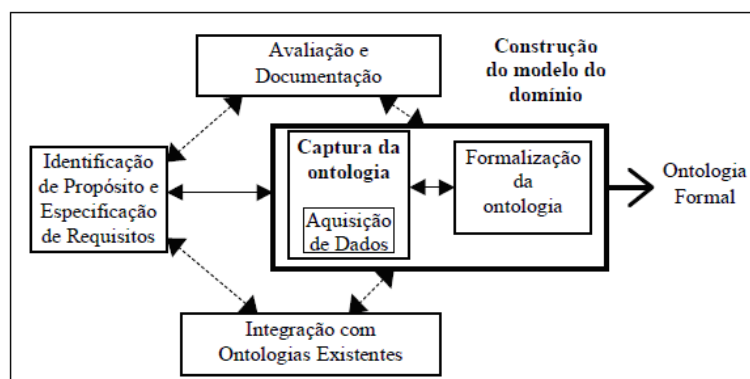 Avaliação e
Documentação
Construção
do modelo do
domínio
Identificação
de Propósito e
Especificação
de Requisitos
Captura da
ontologia
Aquisição
de Dados
Formalização
da
ontologia
Ontologia
Formal
Integração com
Ontologias Existentes